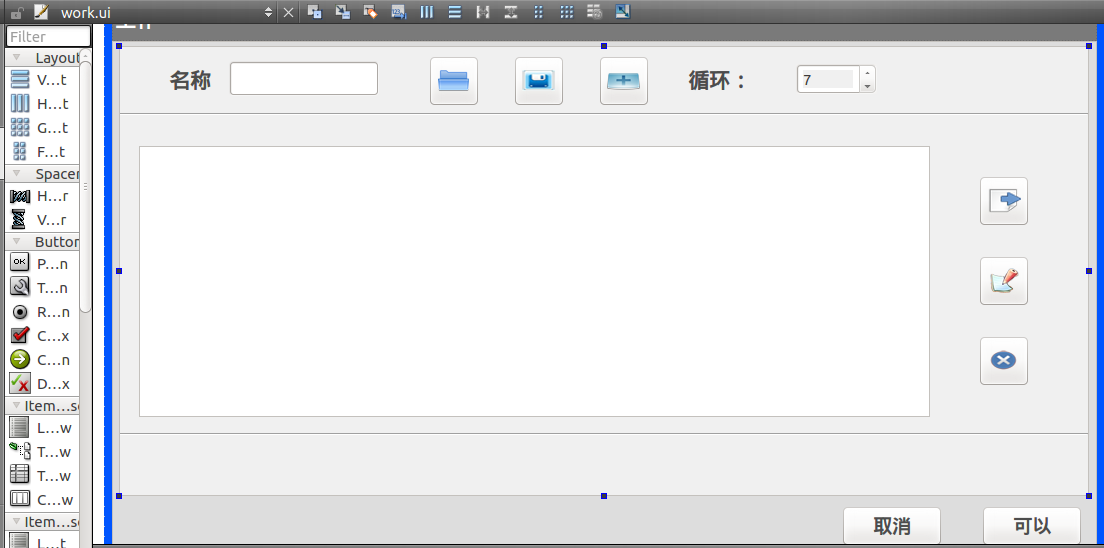 work.ui
Filter
Layout
V...t
H...t
G...t
F...t
Spacer
H...r
V...r
Button
P...n
T...n
R...n
C...x
C...n
D...x
Item...s
L...w
T...w
T...w
C...w
Item...s
L...t
名称
循环：
7
取消
可以